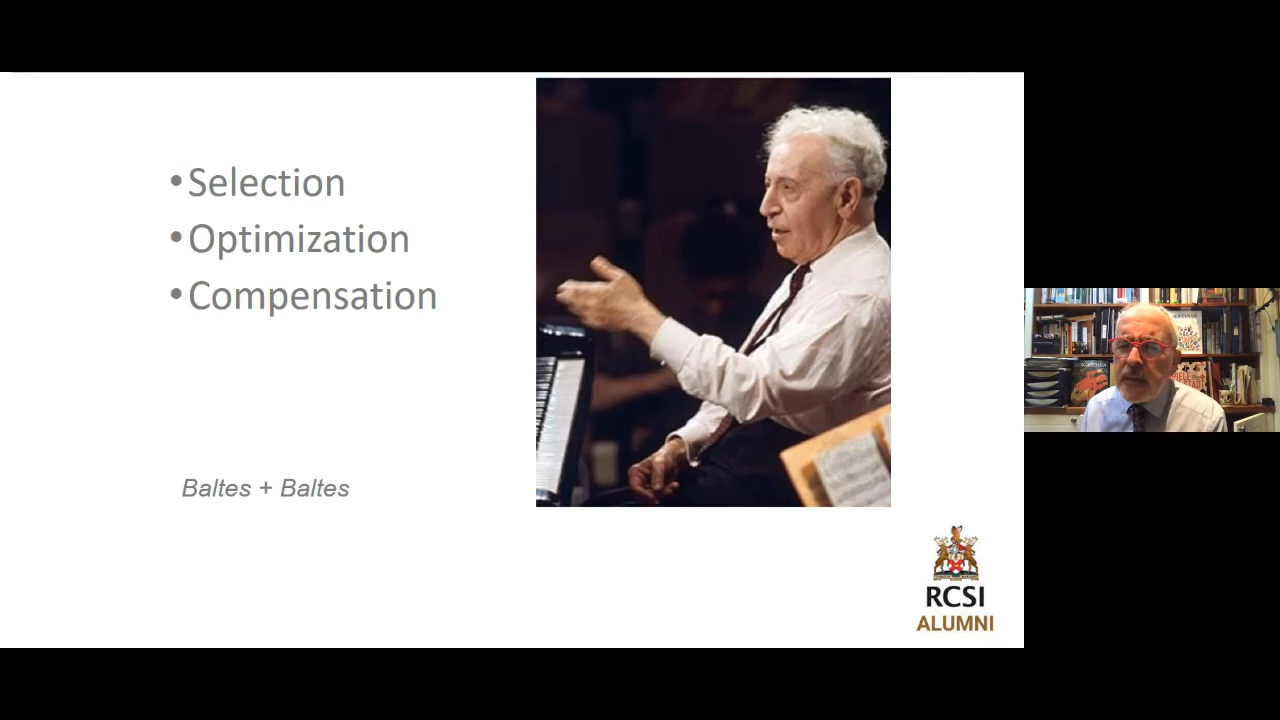 • Selection
• Optimization
• Compensation
Baltes + Baltes
RCSI
ALUMNI